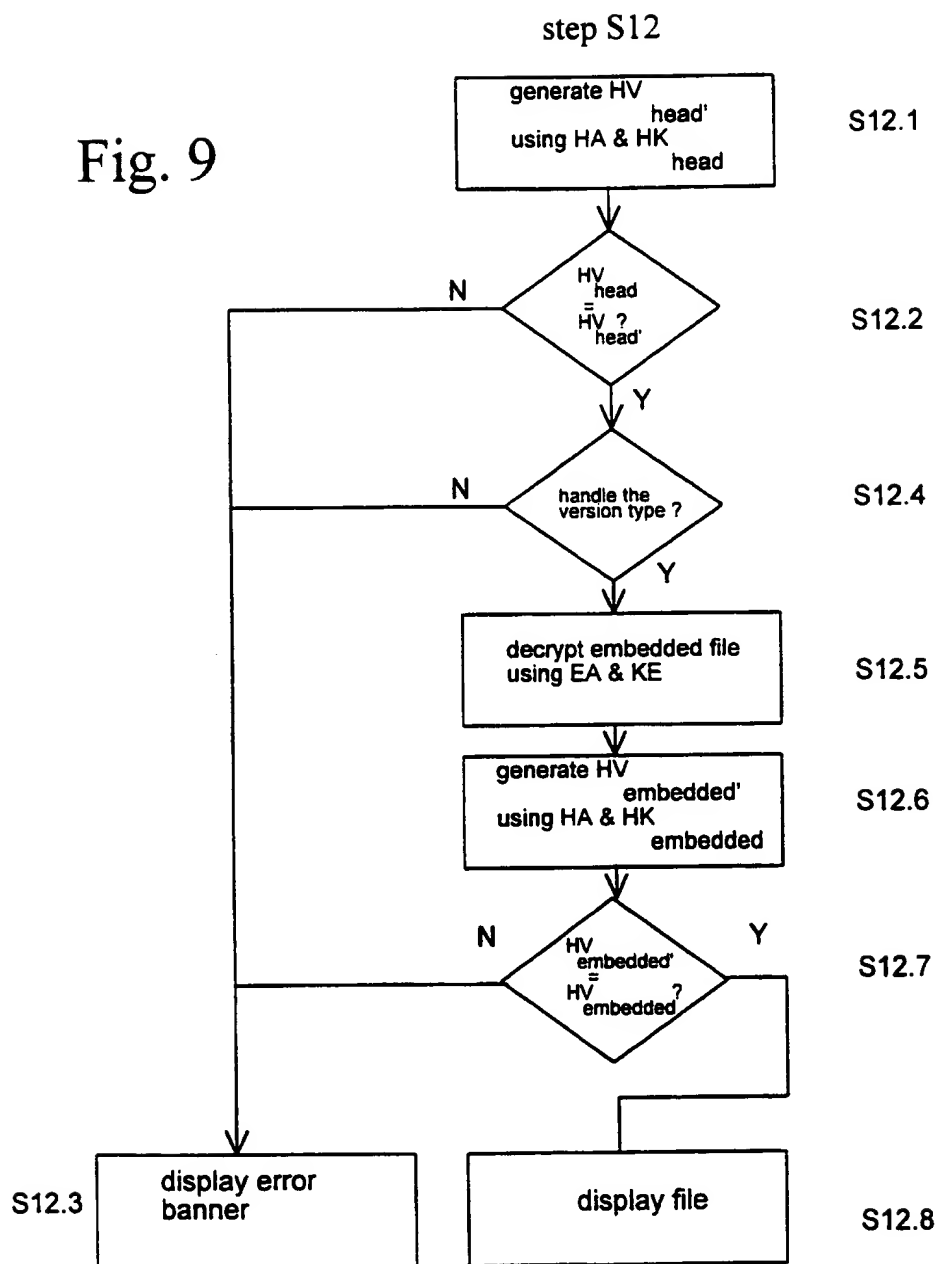 step S12
Fig. 9
generate HV
head'
using HA & HK
head
S12.1
N
HV
head
=
HV ?
head'
S12.2
Y
N
handle the
version type ?
S12.4
Y
decrypt embedded file
using EA & KE
S12.5
generate HV
embedded'
using HA & HK
embedded
S12.6
N
HV
embedded'
=
HV ?
embedded
Y
S12.7
S12.3
display error
banner
display file
S12.8